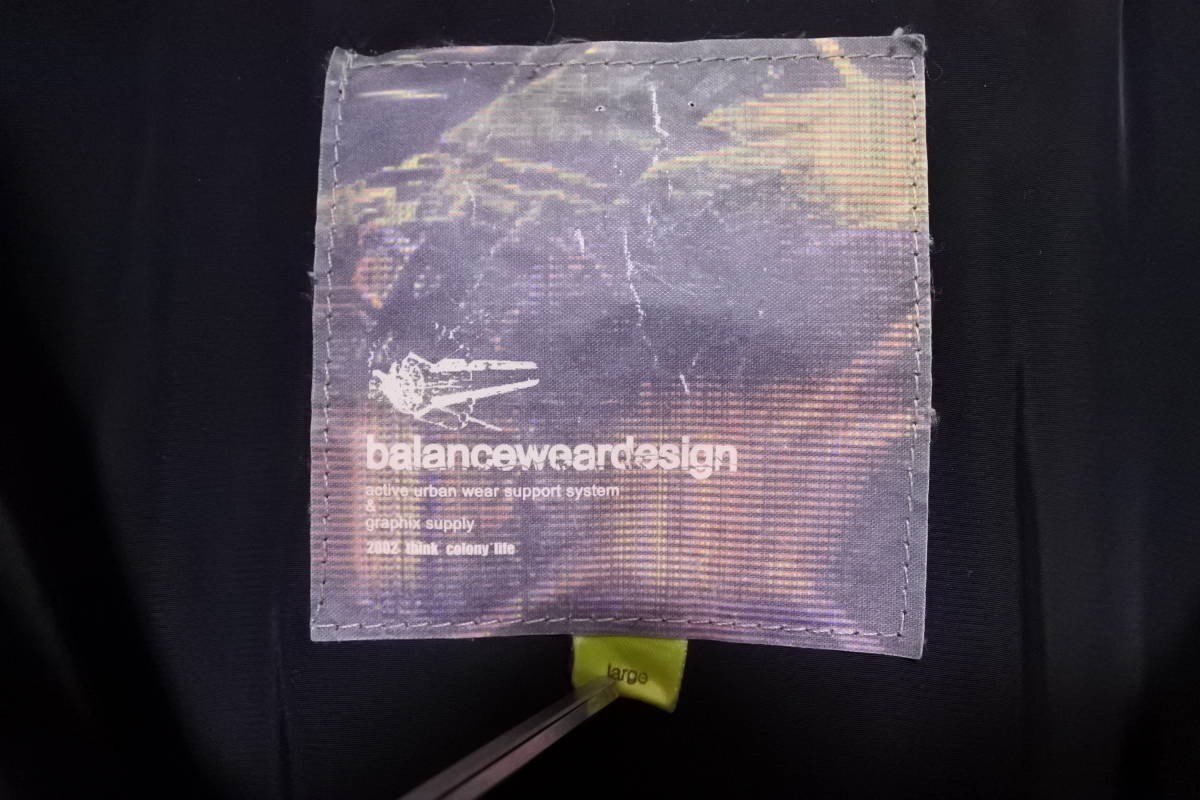 balanceweardesign
active urban wear support system
&
graphix supply
2002 think colony life
large